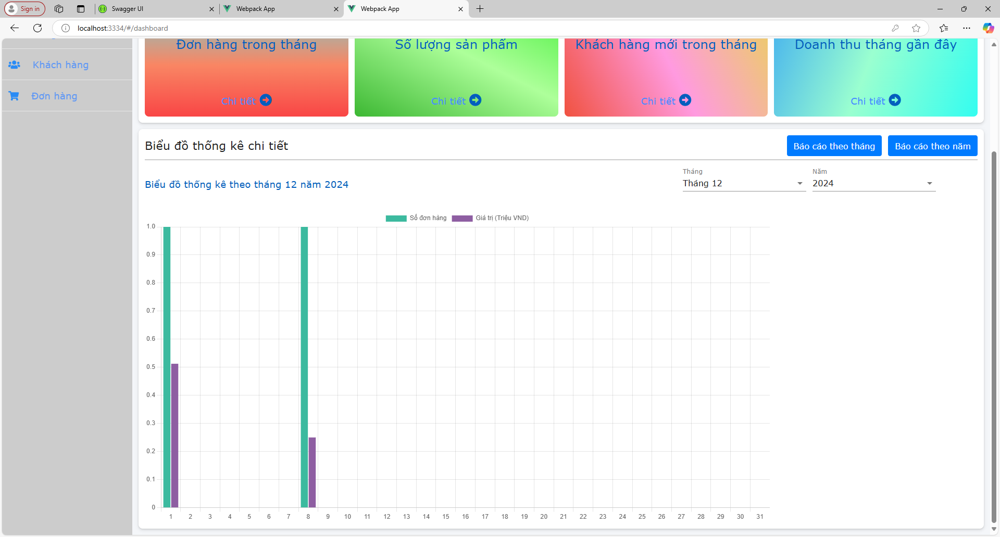 Sign in
Swagger UI
Webpack App
Webpack App
localhost:3334/#/dashboard
Khách hàng
Đơn hàng
Đơn hàng trong tháng
Chi tiết
Số lượng sản phẩm
Chi tiết
Khách hàng mới trong tháng
Chi tiết
Doanh thu tháng gần đây
Chi tiết
Biểu đồ thống kê chi tiết
Báo cáo theo tháng
Báo cáo theo năm
Biểu đồ thống kê theo tháng 12 năm 2024
Tháng
Tháng 12
Năm
2024
Số đơn hàng
Giá trị (Triệu VND)
1.0
0.9
0.8
0.7
0.6
0.5
0.4
0.3
0.2
0.1
0
1 2 3 4 5 6 7 8 9 10 11 12 13 14 15 16 17 18 19 20 21 22 23 24 25 26 27 28 29 30 31